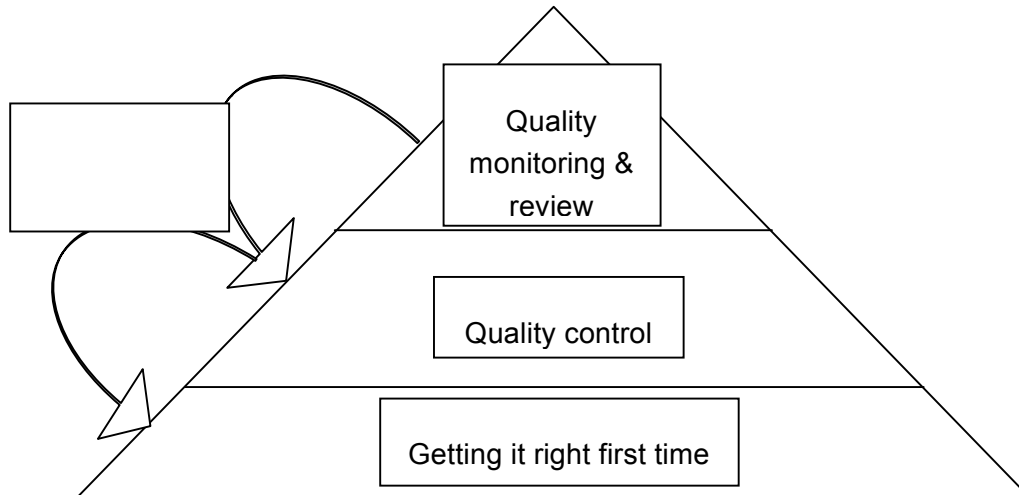 Quality
monitoring &
review
Quality control
Getting it right first time